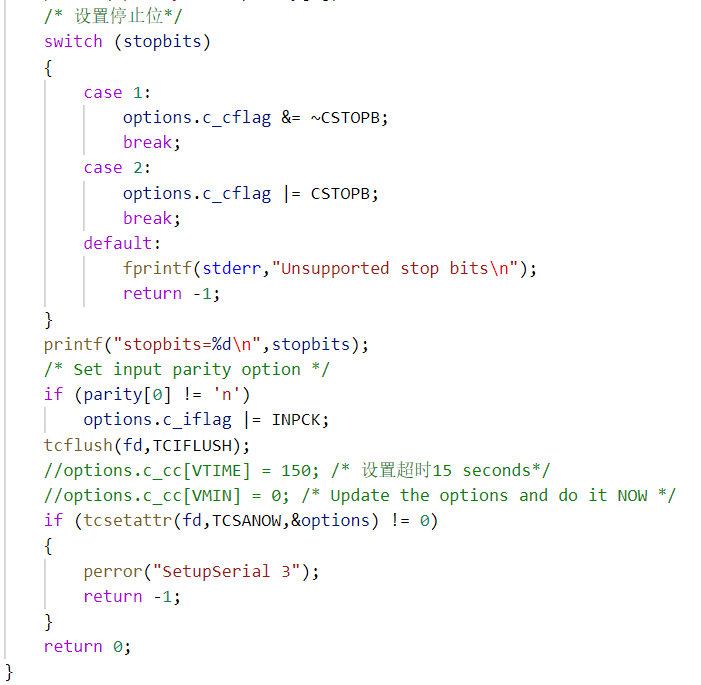 /* 设置停止位*/
switch (stopbits)
{
case 1:
options.c_cflag &= ~CSTOPB;
break;
case 2:
options.c_cflag |= CSTOPB;
break;
default:
fprintf(stderr,"Unsupported stop bits\n");
return -1;
}
printf("stopbits=%d\n",stopbits);
/* Set input parity option */
if (parity[0] != 'n')
options.c_iflag |= INPCK;
tcflush(fd,TCIFLUSH);
//options.c_cc[VTIME] = 150; /* 设置超时15 seconds*/
//options.c_cc[VMIN] = 0; /* Update the options and do it NOW */
if (tcsetattr(fd,TCSANOW,&options) != 0)
{
perror("SetupSerial 3");
return -1;
}
return 0;
}